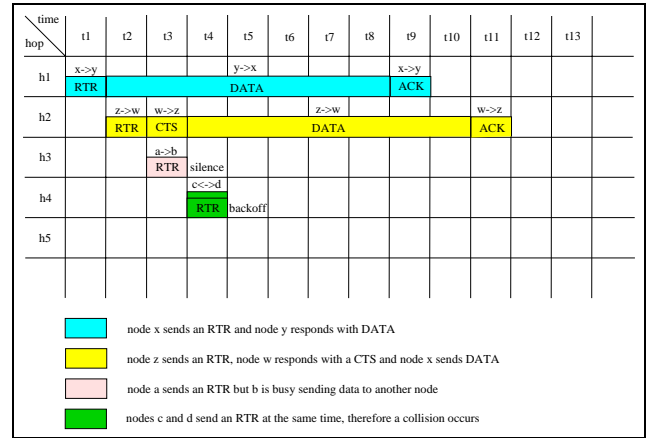 time
hop
t1 t2 t3 t4 t5 t6 t7 t8 t9 t10 t11 t12 t13
x->y y->x x->y
h1
RTR DATA ACK
z->w w->z z->w w->z
h2
RTR CTS DATA ACK
a->b
h3
RTR silence
c<->d
h4
RTR backoff
h5
node x sends an RTR and node y responds with DATA
node z sends an RTR, node w responds with a CTS and node x sends DATA
node a sends an RTR but b is busy sending data to another node
nodes c and d send an RTR at the same time, therefore a collision occurs